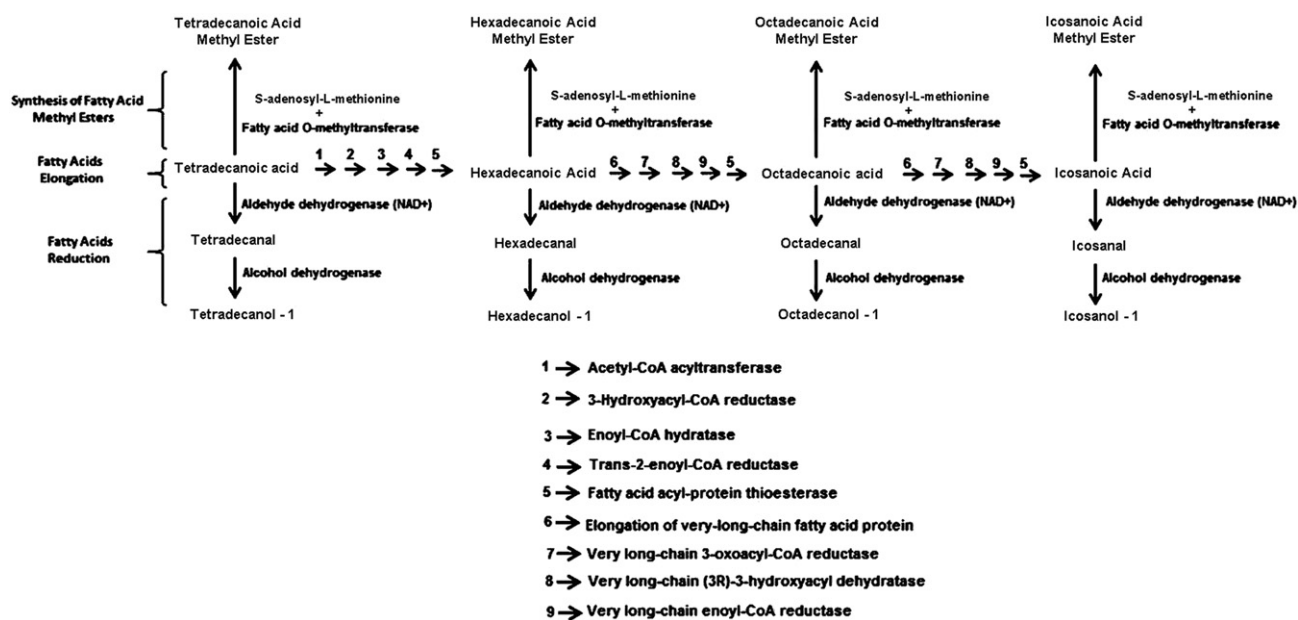 Tetradecanoic Acid
Methyl Ester
Hexadecanoic Acid
Methyl Ester
Octadecanoic Acid
Methyl Ester
Icosanoic Acid
Methyl Ester
Synthesis of Fatty Acid
Methyl Esters
S-adenosyl-L-methionine
+
Fatty acid O-methyltransferase
S-adenosyl-L-methionine
+
Fatty acid O-methyltransferase
S-adenosyl-L-methionine
+
Fatty acid O-methyltransferase
S-adenosyl-L-methionine
+
Fatty acid O-methyltransferase
Fatty Acids
Elongation
Tetradecanoic acid
1 2 3 4 5
Hexadecanoic Acid
6 7 8 9 5
Octadecanoic acid
6 7 8 9 5
Icosanoic Acid
Aldehyde dehydrogenase (NAD+)
Aldehyde dehydrogenase (NAD+)
Aldehyde dehydrogenase (NAD+)
Aldehyde dehydrogenase (NAD+)
Fatty Acids
Reduction
Tetradecanal
Hexadecanal
Octadecanal
Icosanal
Alcohol dehydrogenase
Alcohol dehydrogenase
Alcohol dehydrogenase
Alcohol dehydrogenase
Tetradecanol - 1
Hexadecanol - 1
Octadecanol - 1
Icosanol - 1
1 → Acetyl-CoA acyltransferase
2 → 3-Hydroxyacyl-CoA reductase
3 → Enoyl-CoA hydratase
4 → Trans-2-enoyl-CoA reductase
5 → Fatty acid acyl-protein thioesterase
6 → Elongation of very-long-chain fatty acid protein
7 → Very long-chain 3-oxoacyl-CoA reductase
8 → Very long-chain (3R)-3-hydroxyacyl dehydratase
9 → Very long-chain enoyl-CoA reductase